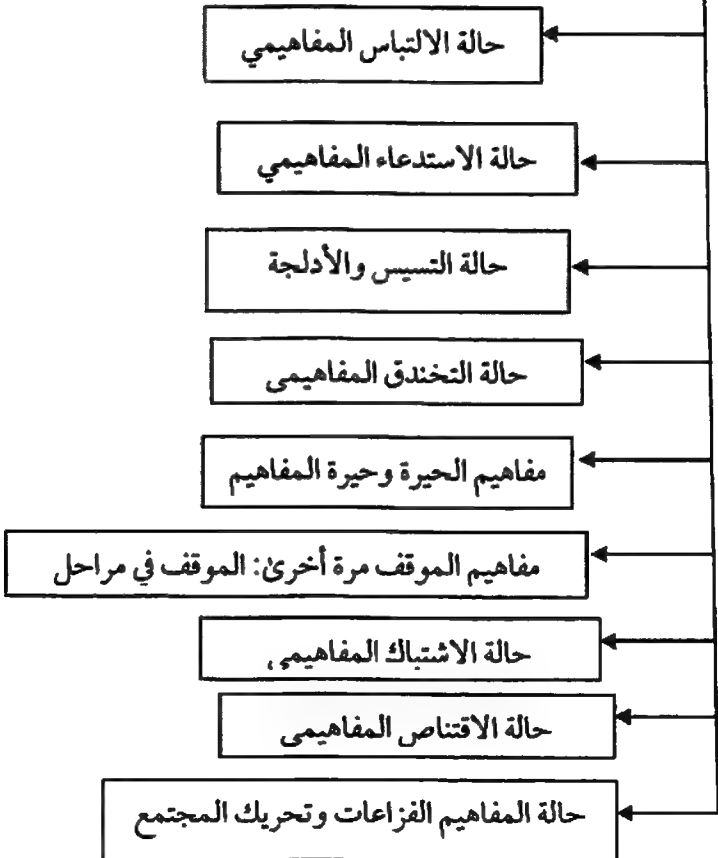 حالة الالتباس المفاهيمي
حالة الاستدعاء المفاهيمي
حالة التسيس والأدلجة
حالة التخندق المفاهيمى
مفاهيم الحيرة وحيرة المفاهيم
مفاهيم الموقف مرة أخرىٰ: الموقف في مراحل
حالة الاشتباك المفاهيمي
حالة الاقتناص المفاهيمى
حالة المفاهيم الفزاعات وتحريك المجتمع